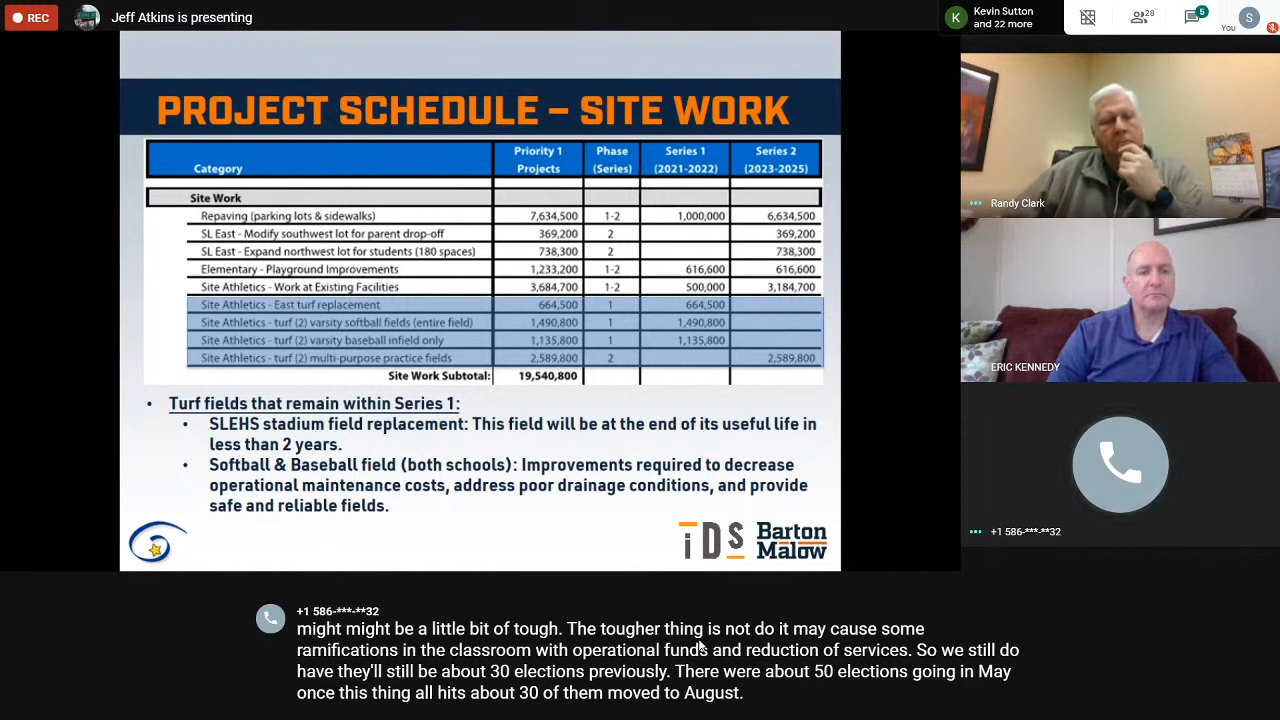 REC
Jeff Atkins is presenting
K
Kevin Sutton
and 22 more
28
5
You
S
PROJECT SCHEDULE – SITE WORK
Category
Priority 1
Projects
Phase
(Series)
Series 1
(2021-2022)
Series 2
(2023-2025)
Site Work
Repaving (parking lots & sidewalks) 7,634,500 1-2 1,000,000 6,634,500
SL East - Modify southwest lot for parent drop-off 369,200 2 369,200
SL East - Expand northwest lot for students (180 spaces) 738,300 2 738,300
Elementary - Playground Improvements 1,233,200 1-2 616,600 616,600
Site Athletics - Work at Existing Facilities 3,684,700 1-2 500,000 3,184,700
Site Athletics - East turf replacement 664,500 1 664,500
Site Athletics - turf (2) varsity softball fields (entire field) 1,490,800 1 1,490,800
Site Athletics - turf (2) varsity baseball infield only 1,135,800 1 1,135,800
Site Athletics - turf (2) multi-purpose practice fields 2,589,800 2 2,589,800
Site Work Subtotal: 19,540,800
• Turf fields that remain within Series 1:
• SLEHS stadium field replacement: This field will be at the end of its useful life in
less than 2 years.
• Softball & Baseball field (both schools): Improvements required to decrease
operational maintenance costs, address poor drainage conditions, and provide
safe and reliable fields.
iDS
Barton
Malow
Randy Clark
ERIC KENNEDY
+1 586-***-**32
+1 586-***-**32
might might be a little bit of tough. The tougher thing is not do it may cause some
ramifications in the classroom with operational funds and reduction of services. So we still do
have they'll still be about 30 elections previously. There were about 50 elections going in May
once this thing all hits about 30 of them moved to August.